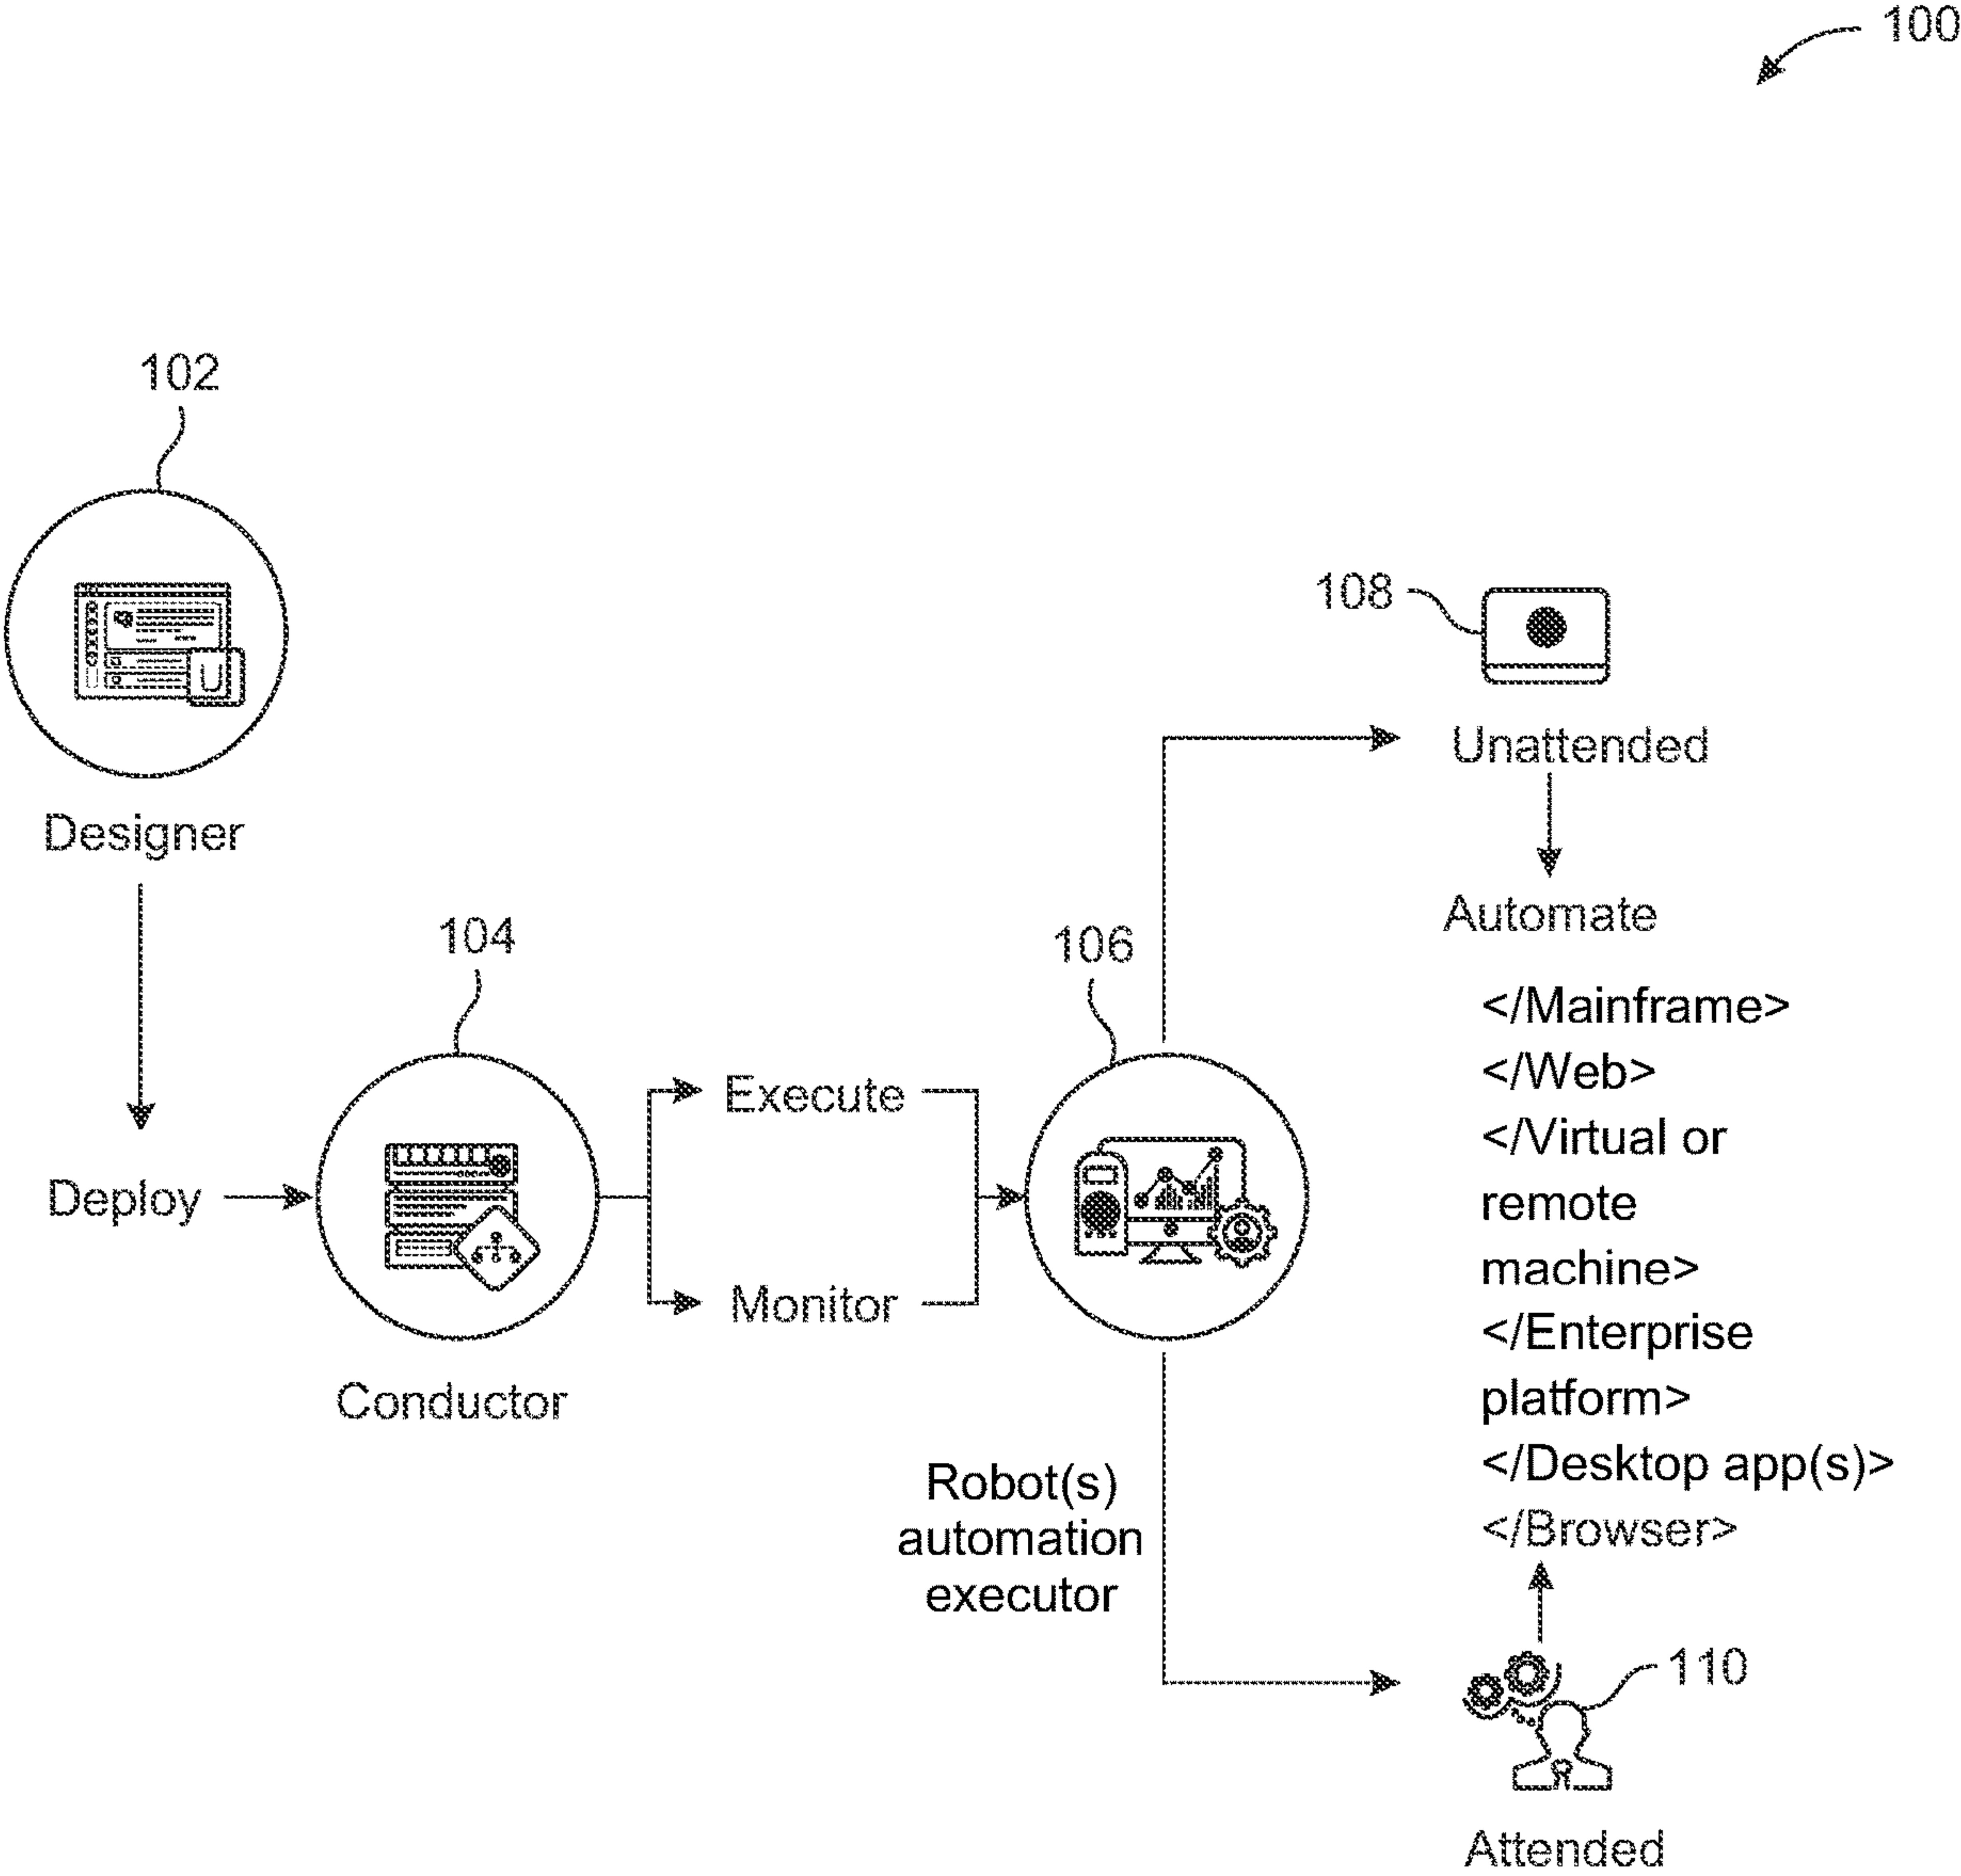 100
102
108
Unattended
Designer
Automate
104
106
</Mainframe>
</Web>
</Virtual or
remote
machine>
</Enterprise
platform>
</Desktop app(s)>
</Browser>
Execute
Deploy
Monitor
Conductor
Robot(s)
automation
executor
110
Attended
U